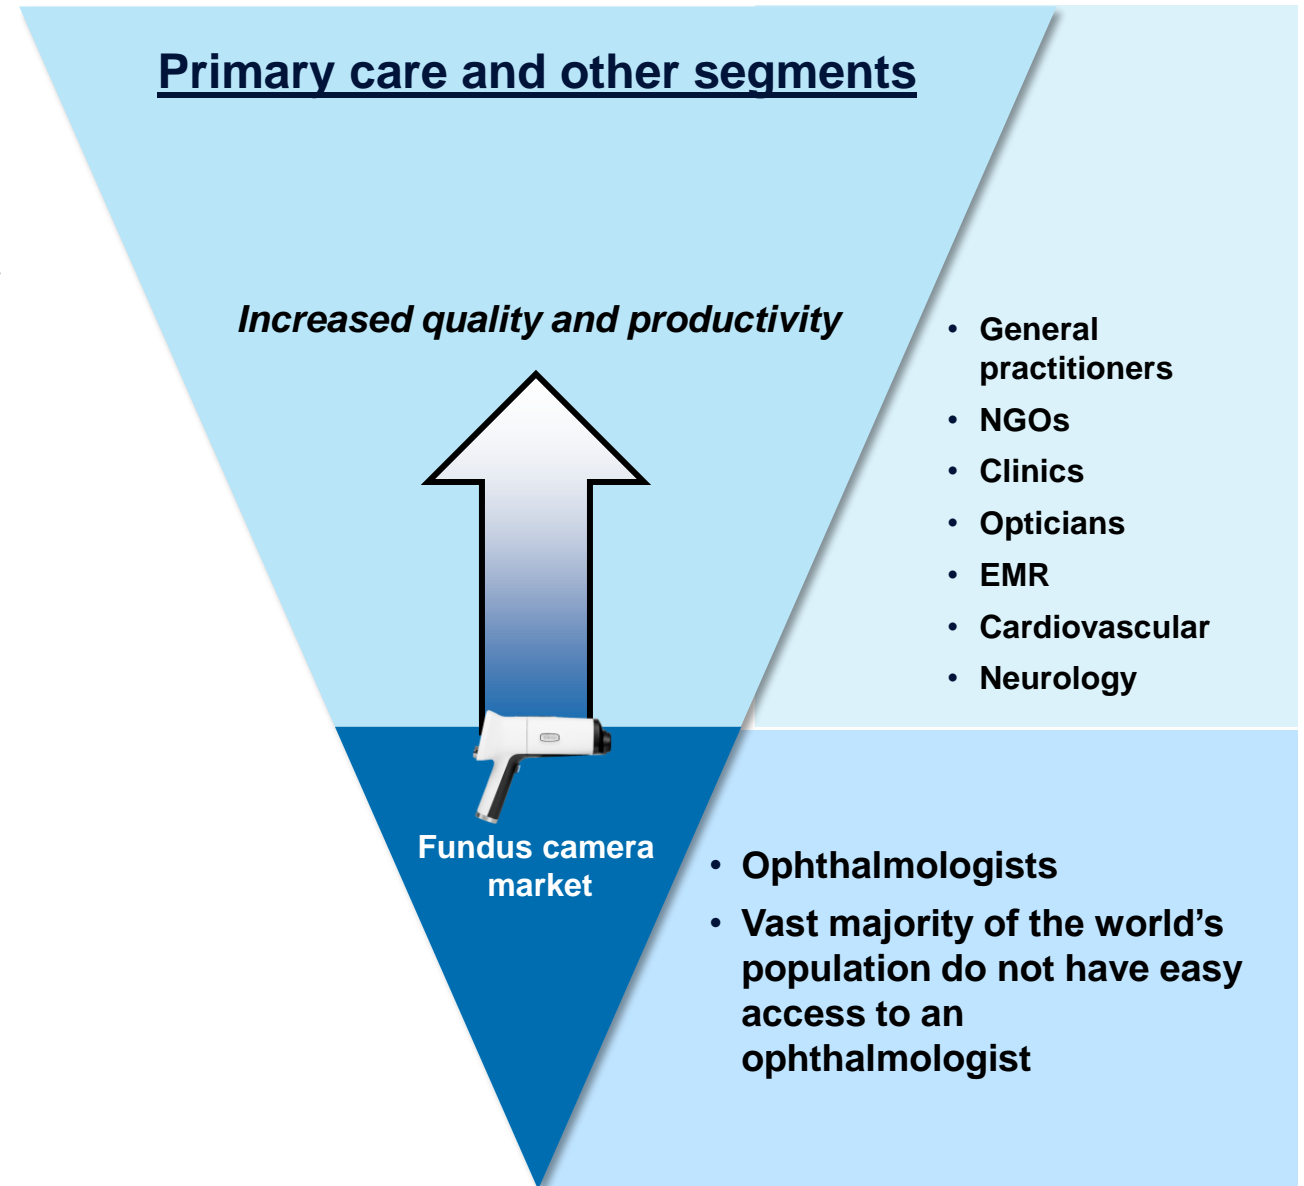 Primary care and other segments
Increased quality and productivity
• General
practitioners
• NGOs
• Clinics
• Opticians
• EMR
• Cardiovascular
• Neurology
Fundus camera
market
• Ophthalmologists
• Vast majority of the world’s
population do not have easy
access to an
ophthalmologist